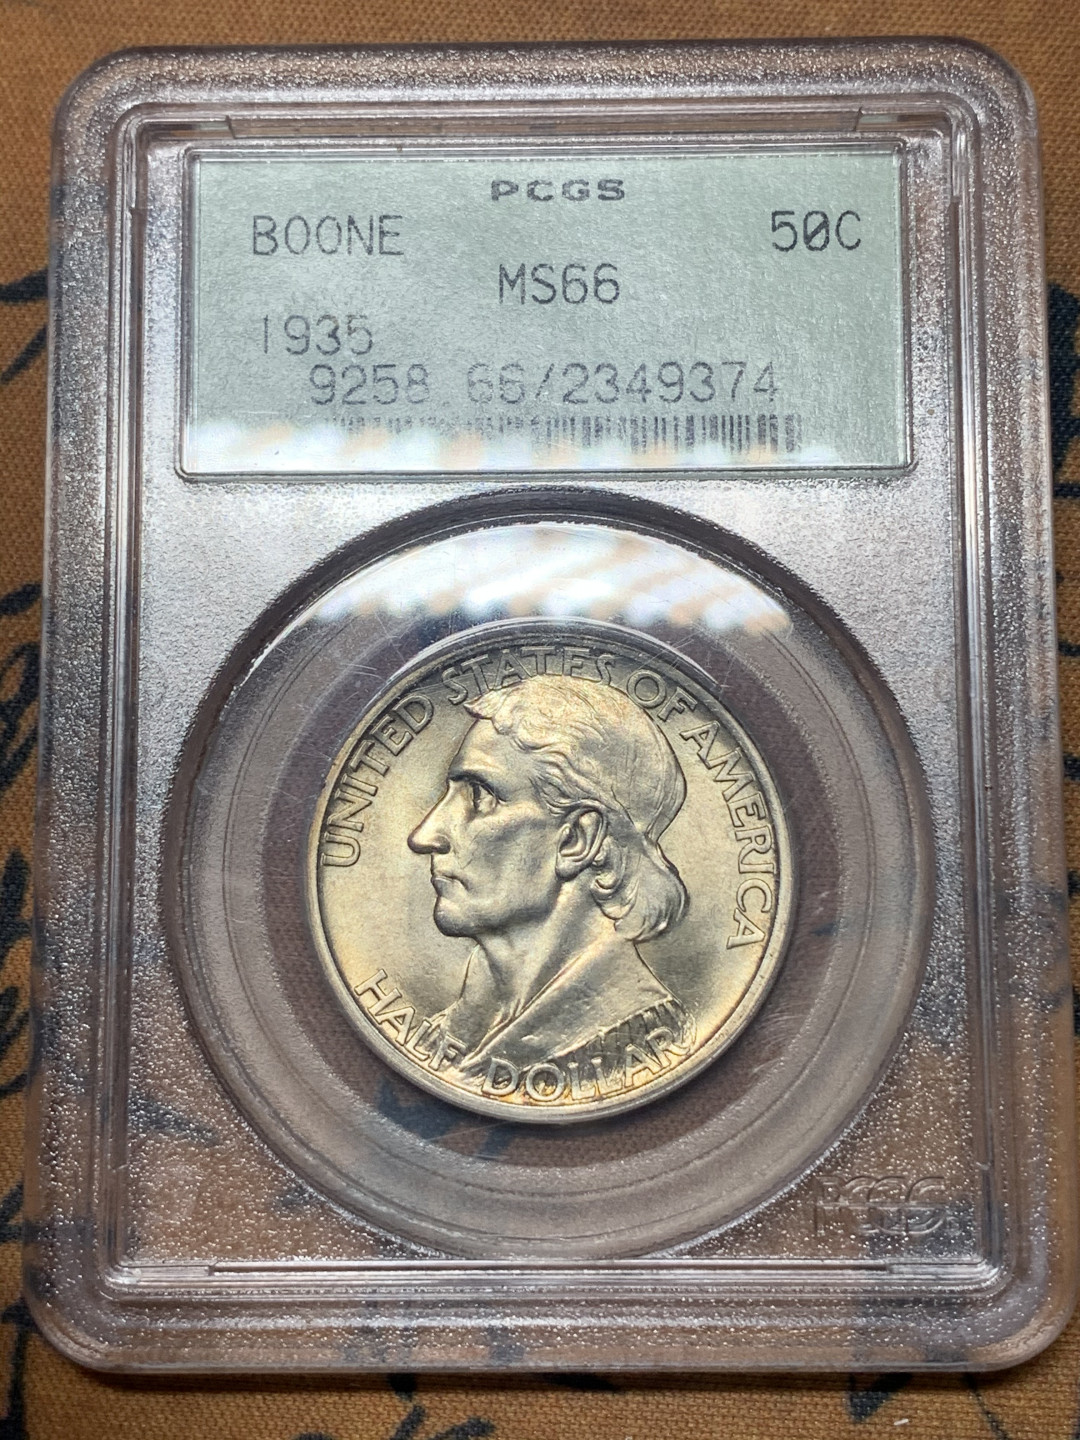 PCGS
BOONE 50C
MS66
1935
9258 66/2349374
UNITED STATES OF AMERICA
HALF DOLLAR
PCGS